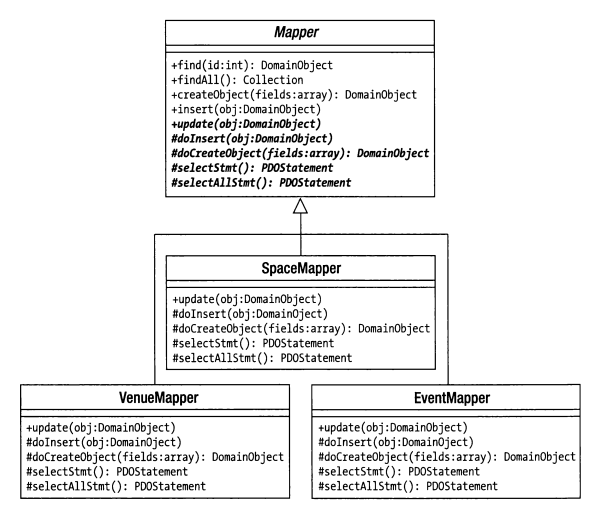 Mapper
+find(id:int): DomainObject
+findAll(): Collection
+createObject(fields:array): DomainObject
+insert(obj:DomainObject)
+update(obj:DomainObject)
#doInsert(obj:DomainObject)
#doCreateObject(fields:array): DomainObject
#selectStmt(): PDOStatement
#selectAllStmt(): PDOStatement
SpaceMapper
+update(obj:DomainObject)
#doInsert(obj:DomainOject)
#doCreateObject(fields:array): DomainObject
#selectStmt(): PDOStatement
#selectAllStmt(): PDOStatement
VenueMapper
+update(obj:DomainObject)
#doInsert(obj:DomainOject)
#doCreateObject(fields:array): DomainObject
#selectStmt(): PDOStatement
#selectAllStmt(): PDOStatement
EventMapper
+update(obj:DomainObject)
#doInsert(obj:DomainOject)
#doCreateObject(fields:array): DomainObject
#selectStmt(): PDOStatement
#selectAllStmt(): PDOStatement